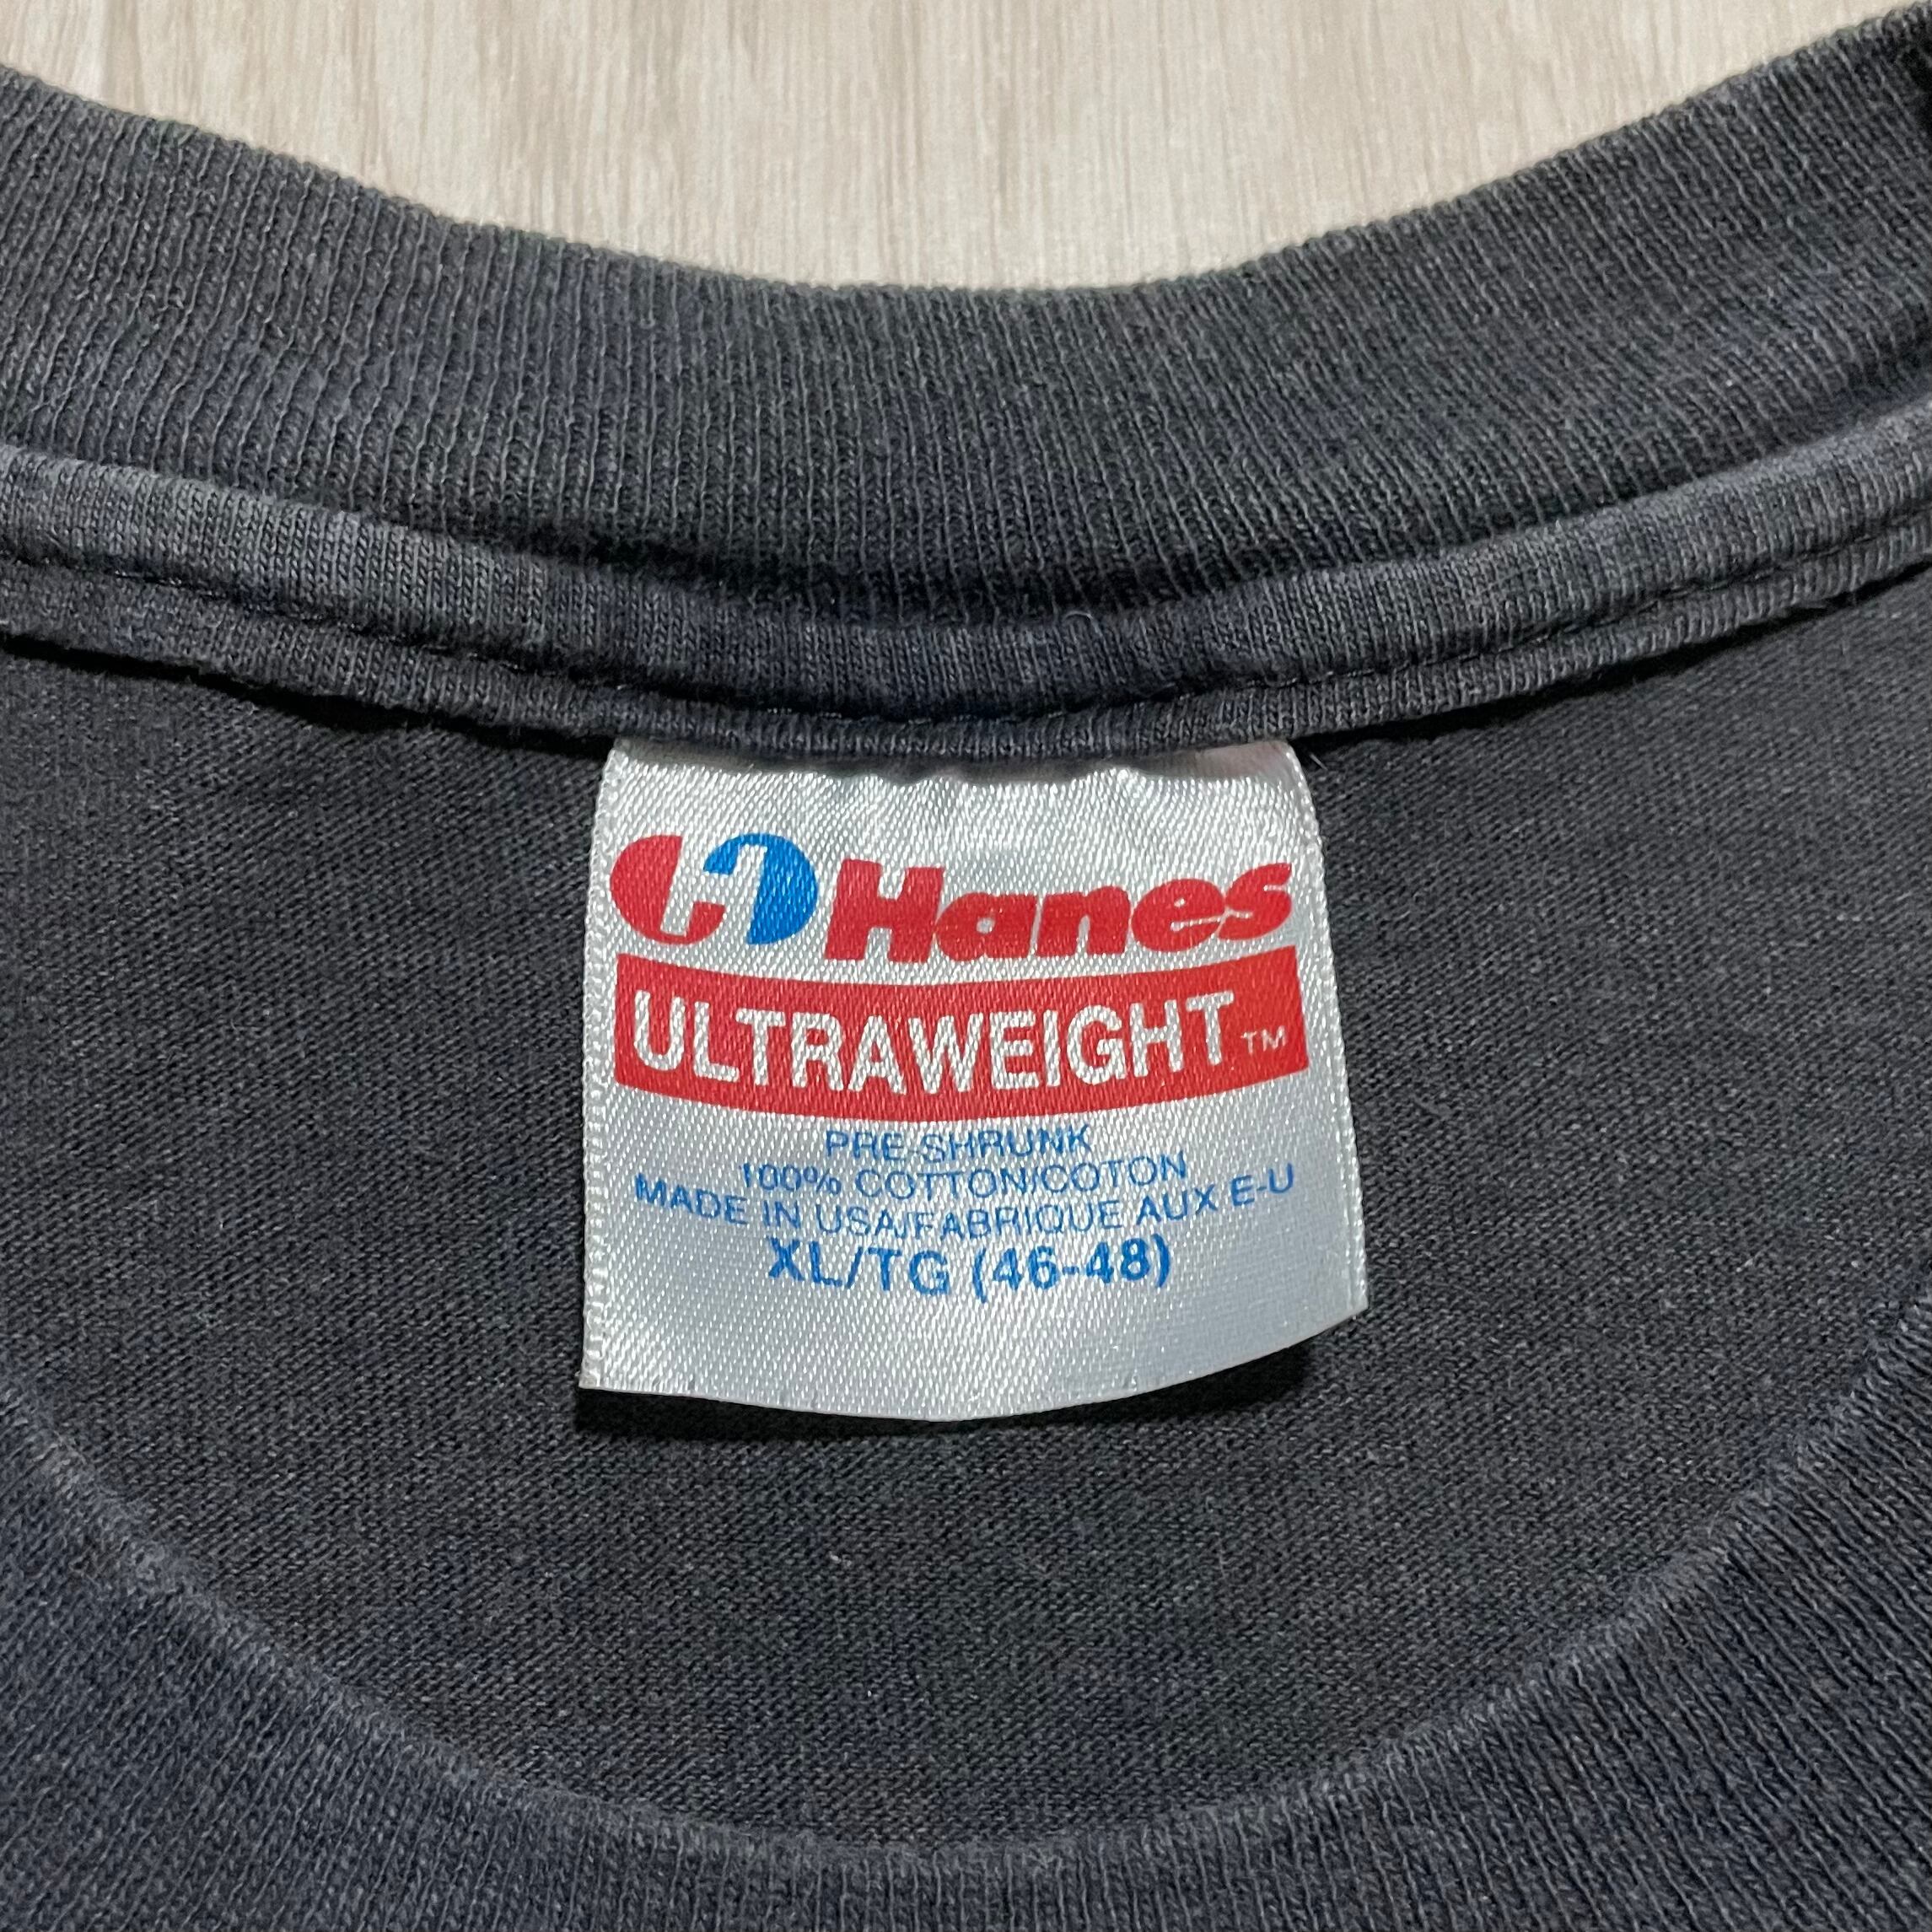 Hanes
ULTRAWEIGHT™
PRE-SHRUNK
100% COTTON/COTON
MADE IN USA/FABRIQUE AUX E-U
XL/TG (46-48)